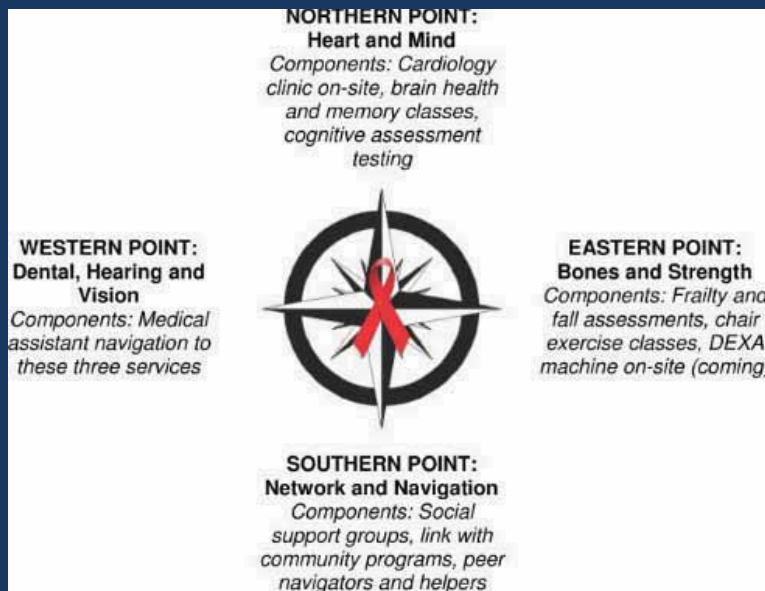 NORTHERN POINT:
Heart and Mind
Components: Cardiology
clinic on-site, brain health
and memory classes,
cognitive assessment
testing
WESTERN POINT:
Dental, Hearing and
Vision
Components: Medical
assistant navigation to
these three services
EASTERN POINT:
Bones and Strength
Components: Frailty and
fall assessments, chair
exercise classes, DEXA
machine on-site (coming)
SOUTHERN POINT:
Network and Navigation
Components: Social
support groups, link with
community programs, peer
navigators and helpers